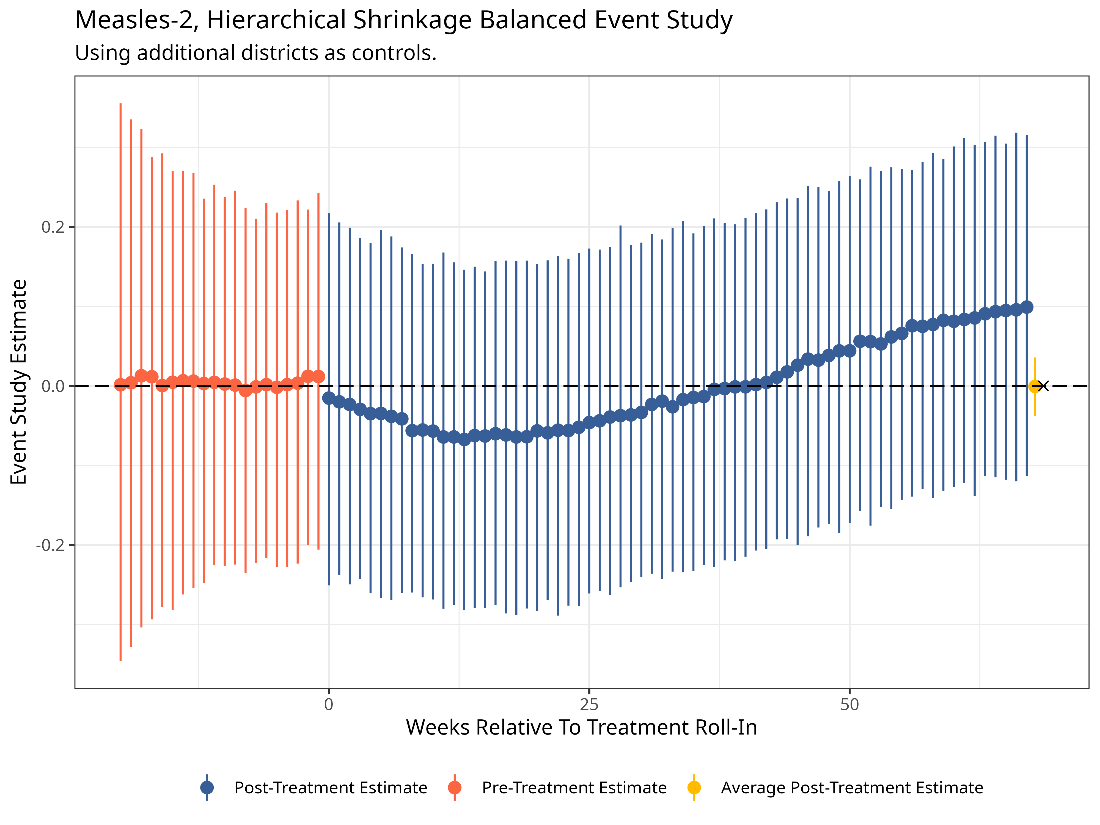 Measles-2, Hierarchical Shrinkage Balanced Event Study
Using additional districts as controls.
Event Study Estimate
0.2
0.0
-0.2
0
25
50
Weeks Relative To Treatment Roll-In
Post-Treatment Estimate
Pre-Treatment Estimate
Average Post-Treatment Estimate